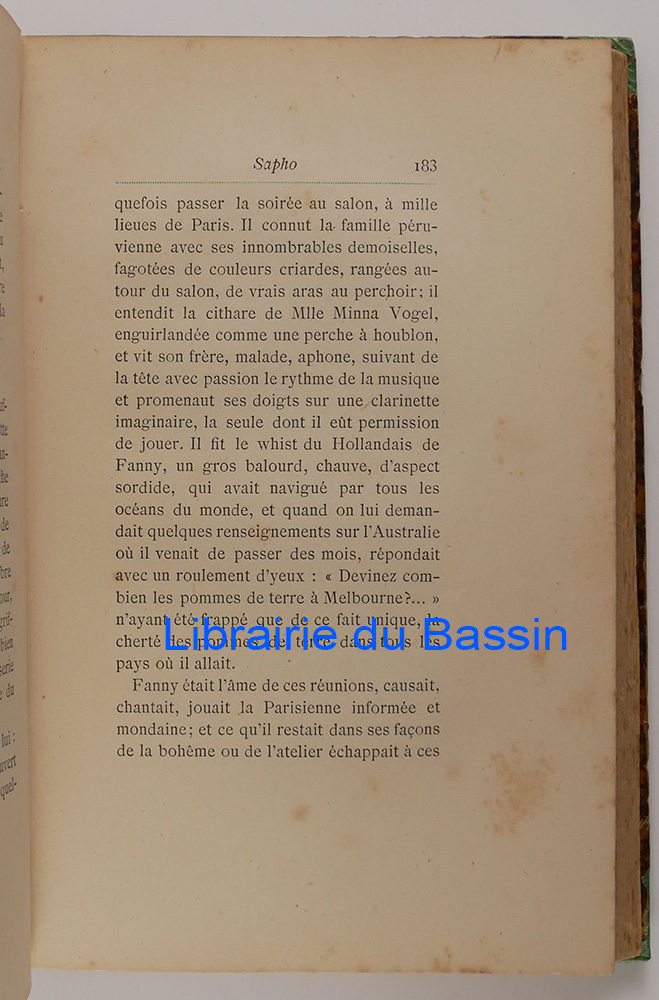 Sapho 183
quefois passer la soirée au salon, à mille
lieues de Paris. Il connut la famille péru-
vienne avec ses innombrables demoiselles,
fagotées de couleurs criardes, rangées au-
tour du salon, de vrais aras au perchoir; il
entendit la cithare de Mlle Minna Vogel,
enguirlandée comme une perche à houblon,
et vit son frère, malade, aphone, suivant de
la tête avec passion le rythme de la musique
et promenaut ses doigts sur une clarinette
imaginaire, la seule dont il eût permission
de jouer. Il fit le whist du Hollandais de
Fanny, un gros balourd, chauve, d'aspect
sordide, qui avait navigué par tous les
océans du monde, et quand on lui deman-
dait quelques renseignements sur l'Australie
où il venait de passer des mois, répondait
avec un roulement d'yeux : « Devinez com-
bien les pommes de terre à Melbourne?... »
n'ayant été frappé que de ce fait unique, la
cherté des pommes de terre dans tous les
Librairie du Bassin
pays où il allait.
Fanny était l'âme de ces réunions, causait,
chantait, jouait la Parisienne informée et
mondaine; et ce qu'il restait dans ses façons
de la bohême ou de l'atelier échappait à ces